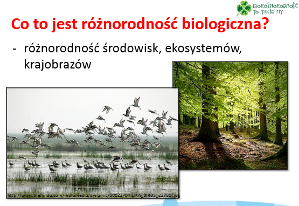 Co to jest różnorodność biologiczna?
- różnorodność środowisk, ekosystemów,
krajobrazów